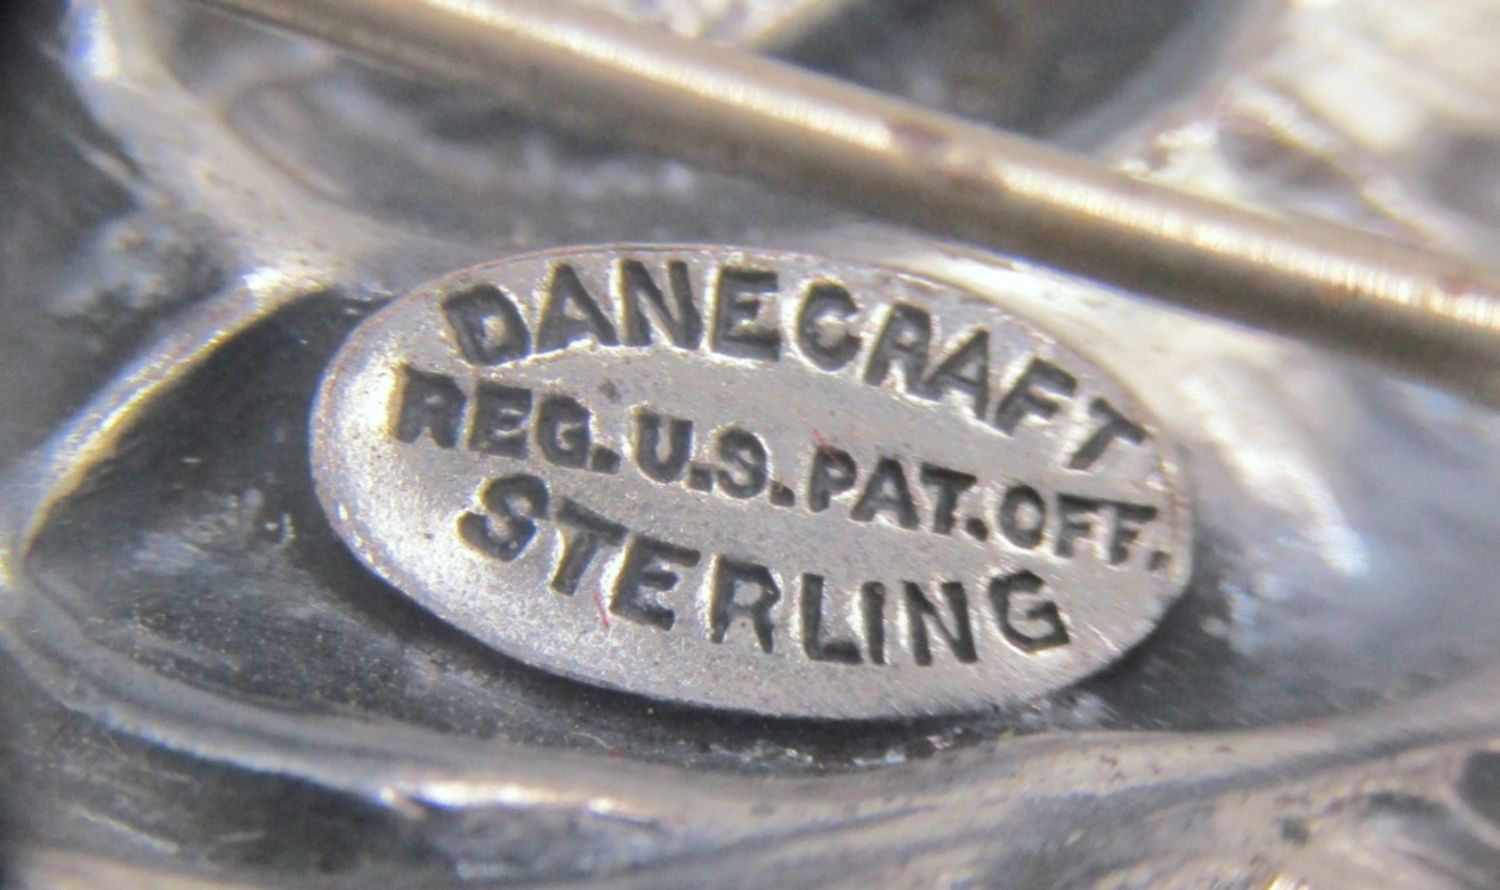 DANECRAFT
REG. U.S. PAT. OFF.
STERLING